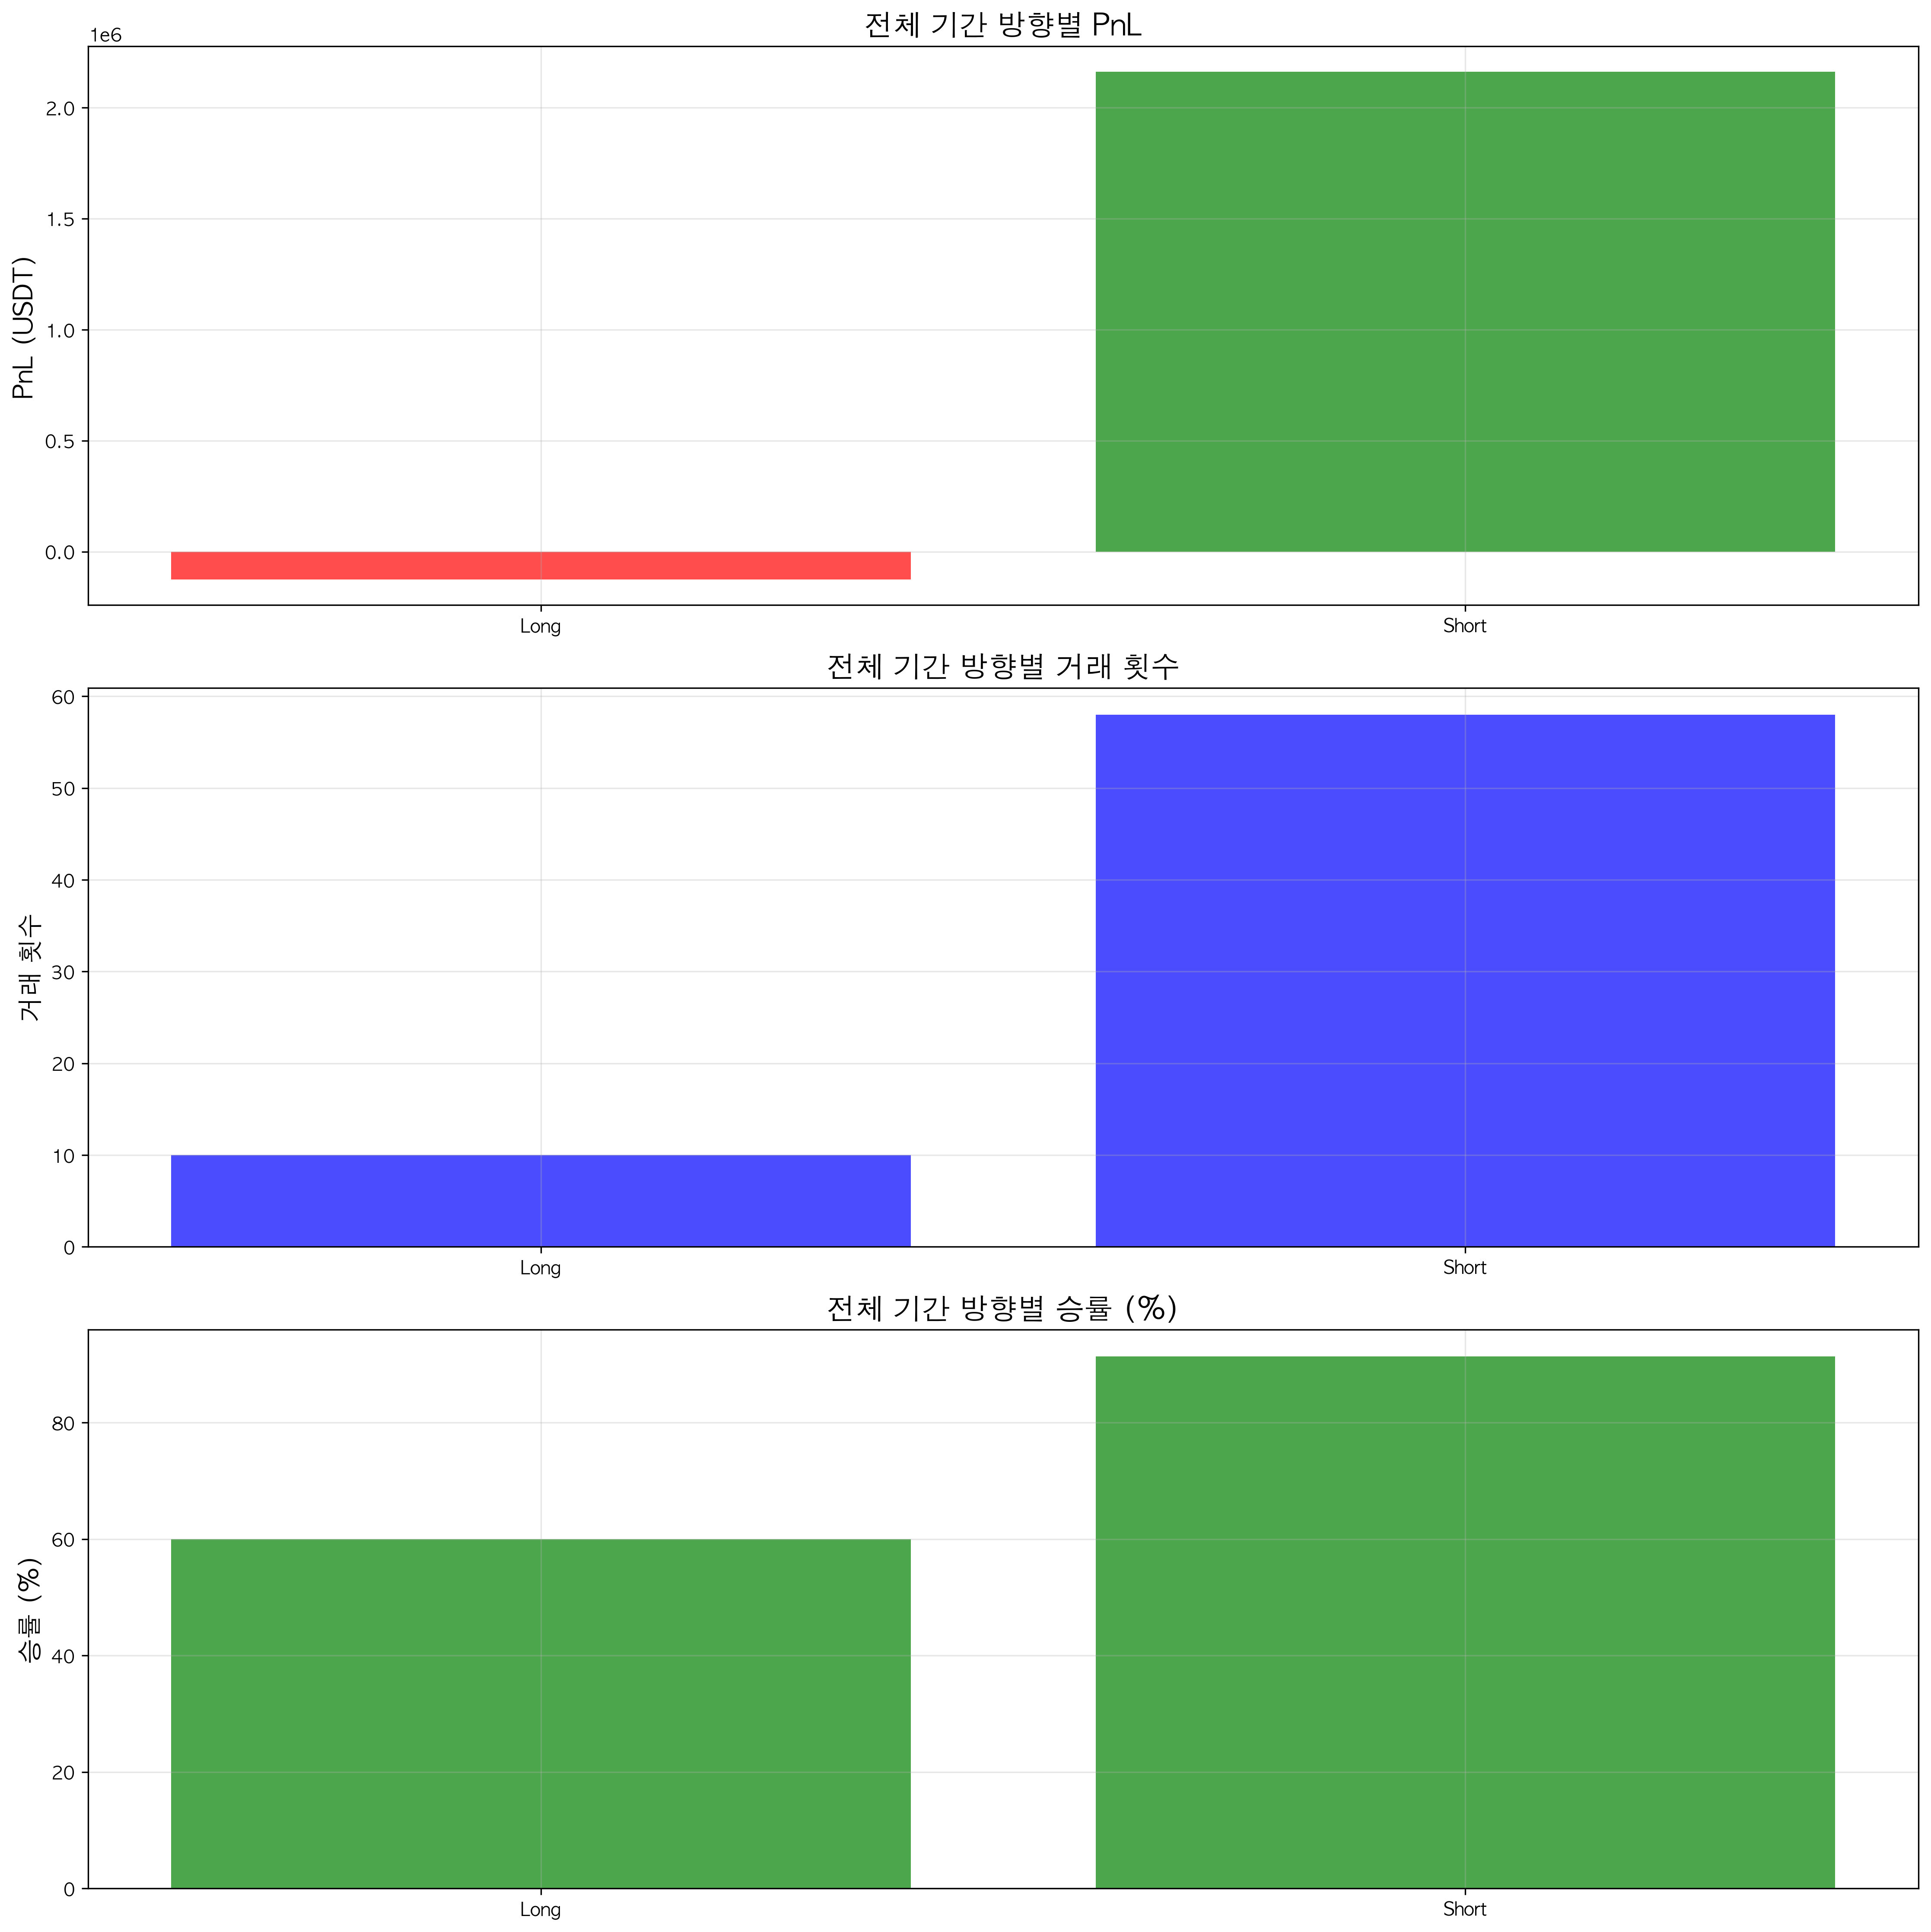 전체 기간 방향별 PnL
1e6
PnL (USDT)
2.0
1.5
1.0
0.5
0.0
Long
Short
전체 기간 방향별 거래 횟수
거래 횟수
60
50
40
30
20
10
0
Long
Short
전체 기간 방향별 승률 (%)
승률 (%)
80
60
40
20
0
Long
Short